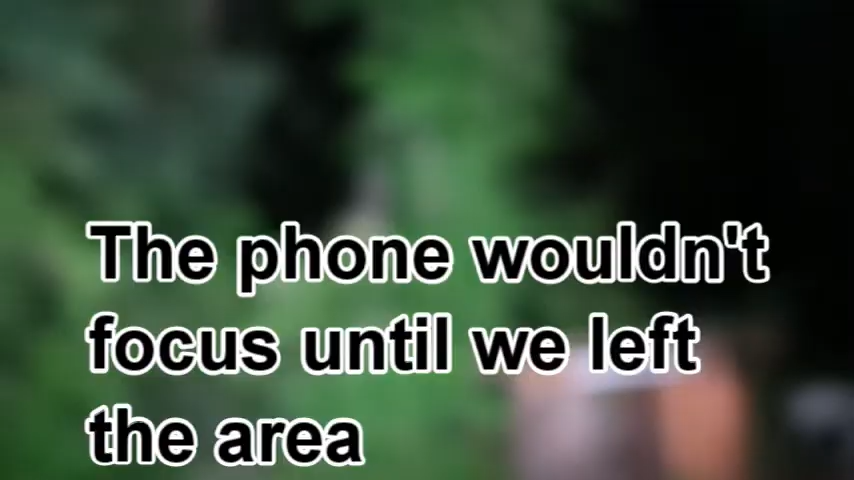 The phone wouldn't
focus until we left
the area